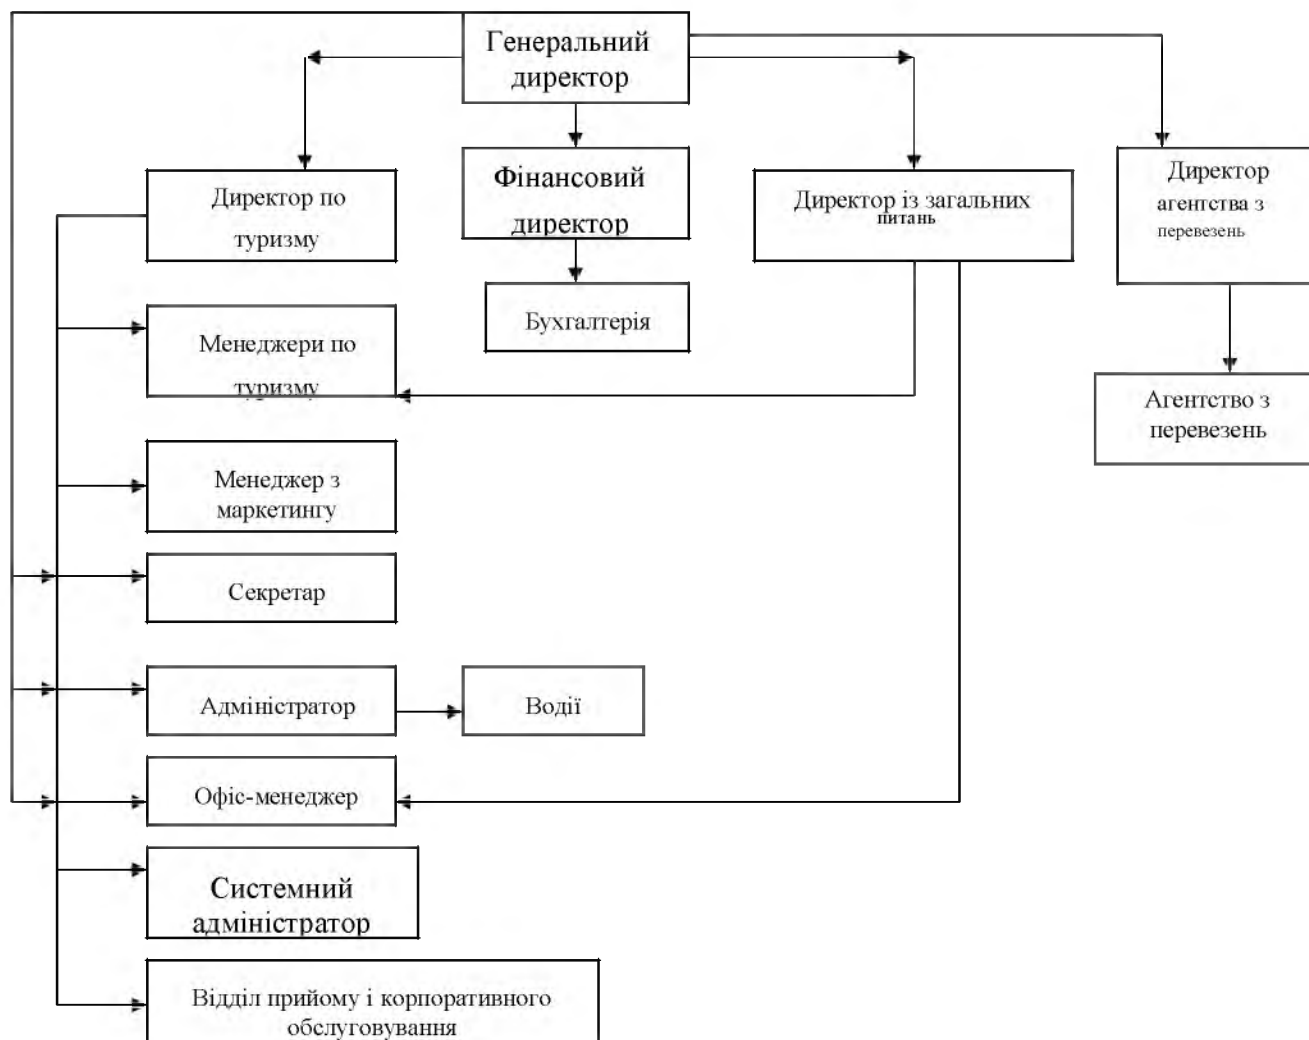 Генеральний
директор
Директор по
туризму
Фінансовий
директор
Директор із загальних
питань
Директор
агентства з
перевезень
Менеджери по
туризму
Бухгалтерія
Агентство з
перевезень
Менеджер з
маркетингу
Секретар
Адміністратор
Водії
Офіс-менеджер
Системний
адміністратор
Відділ прийому і корпоративного
обслуговування